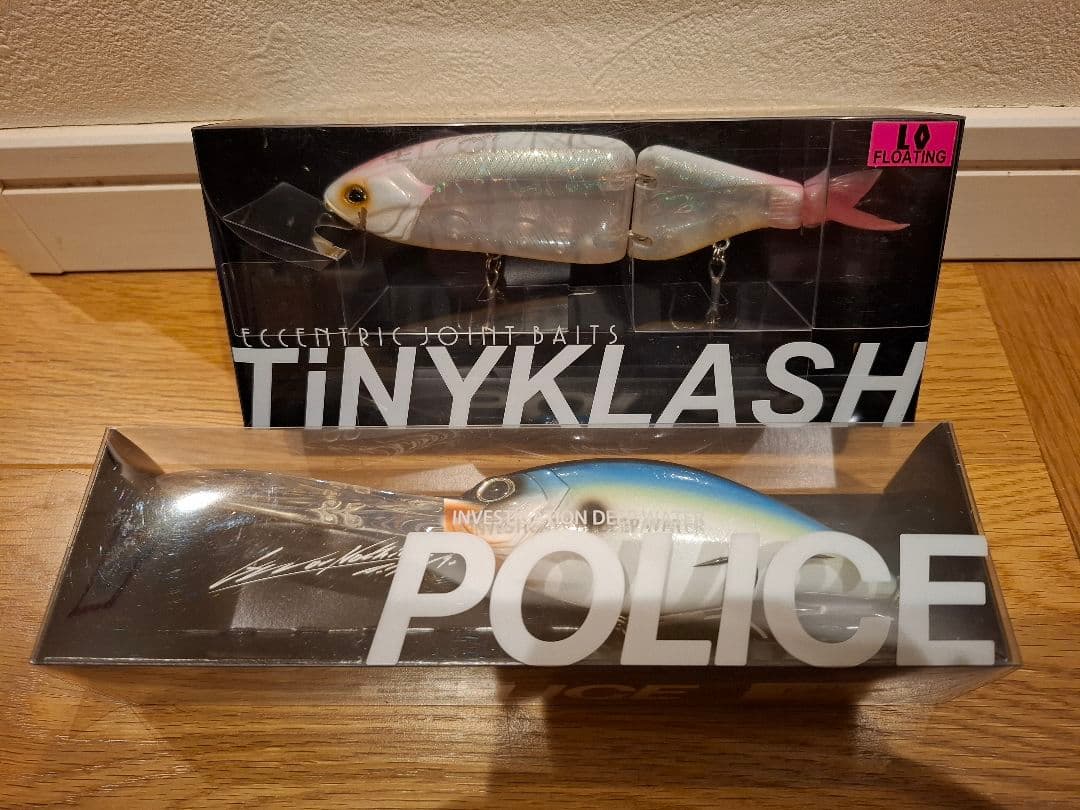 LO
FLOATING
ECCENTRIC JOINT BAITS
TiNYKLASH
INVESTIGATION DEEP WATER
POLICE